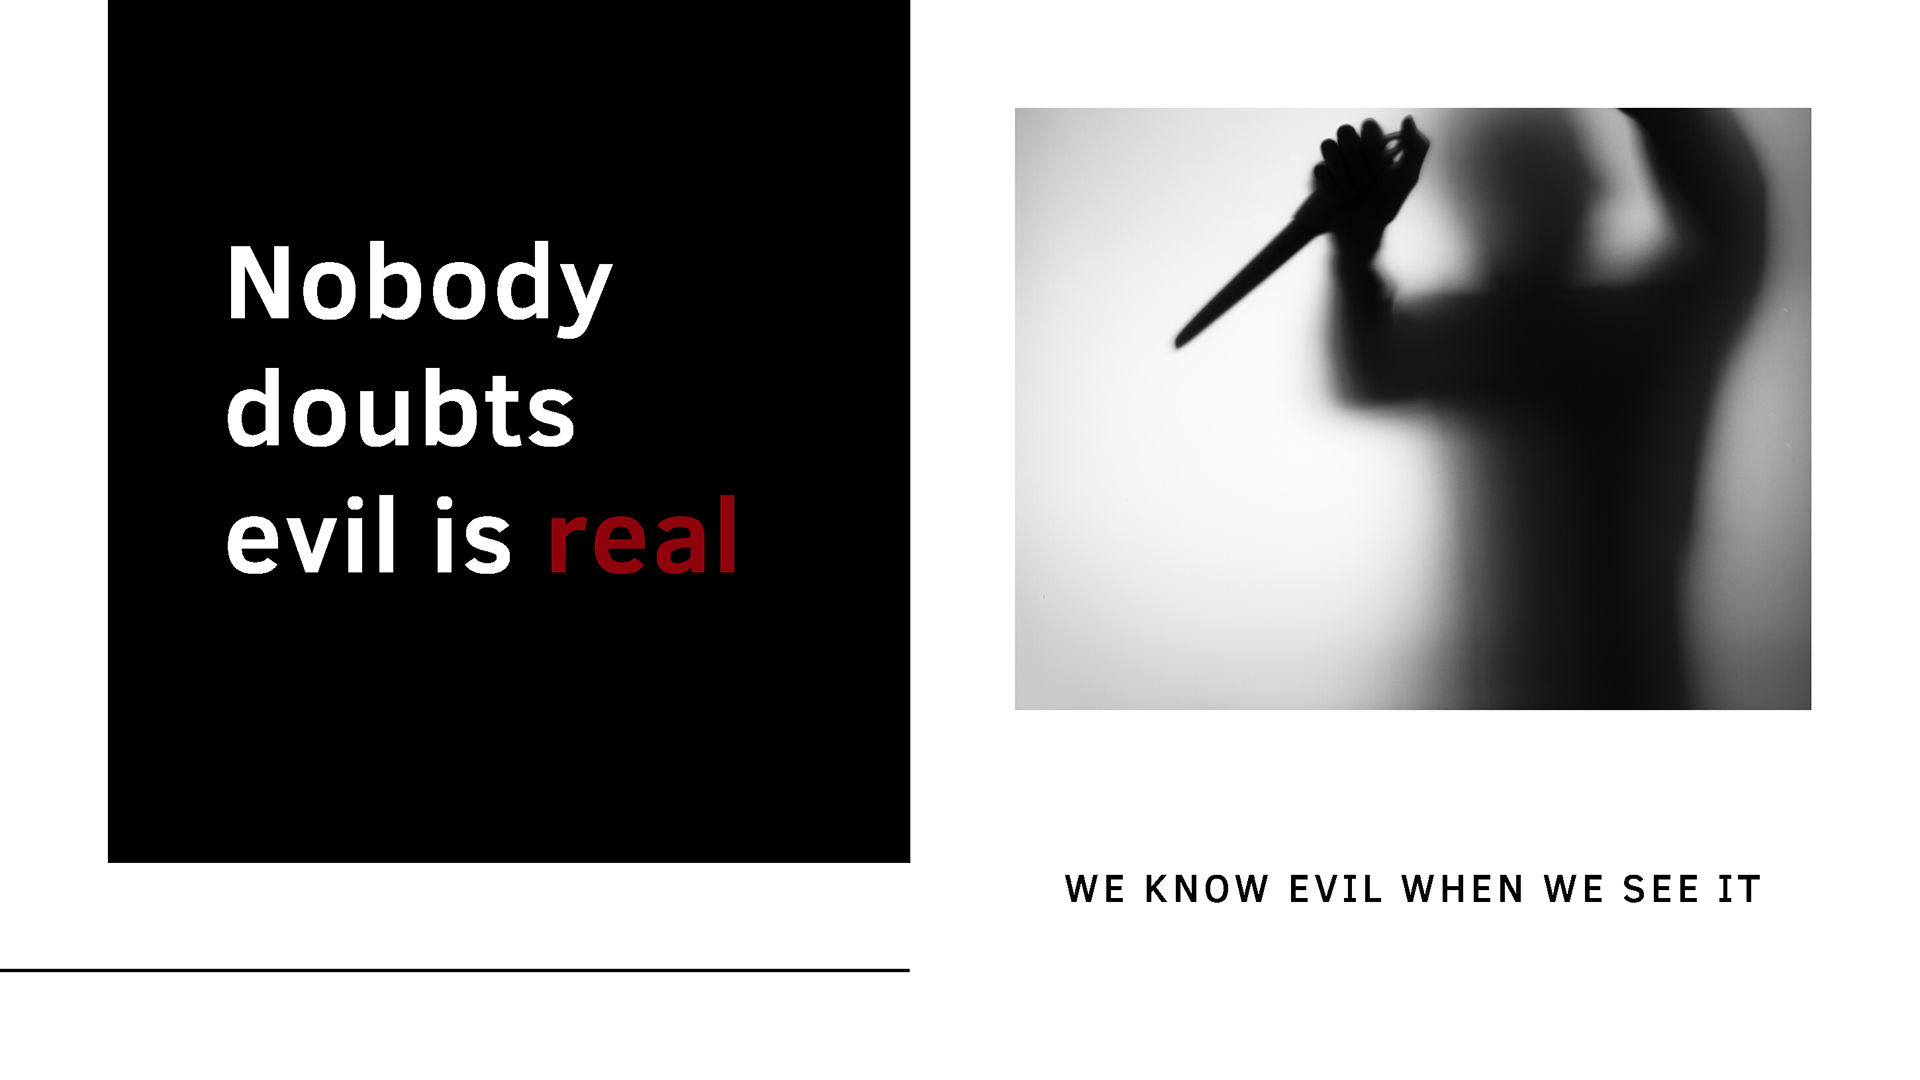 Nobody
doubts
evil is real
WE KNOW EVIL WHEN WE SEE IT